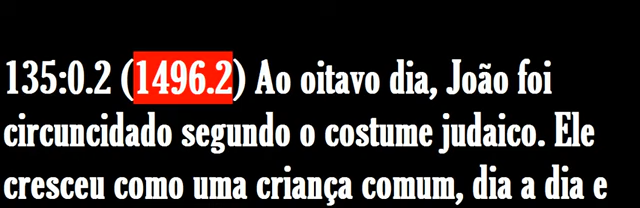 135:0.2 (1496.2) Ao oitavo dia, João foi
circuncidado segundo o costume judaico. Ele
cresceu como uma criança comum, dia a dia e